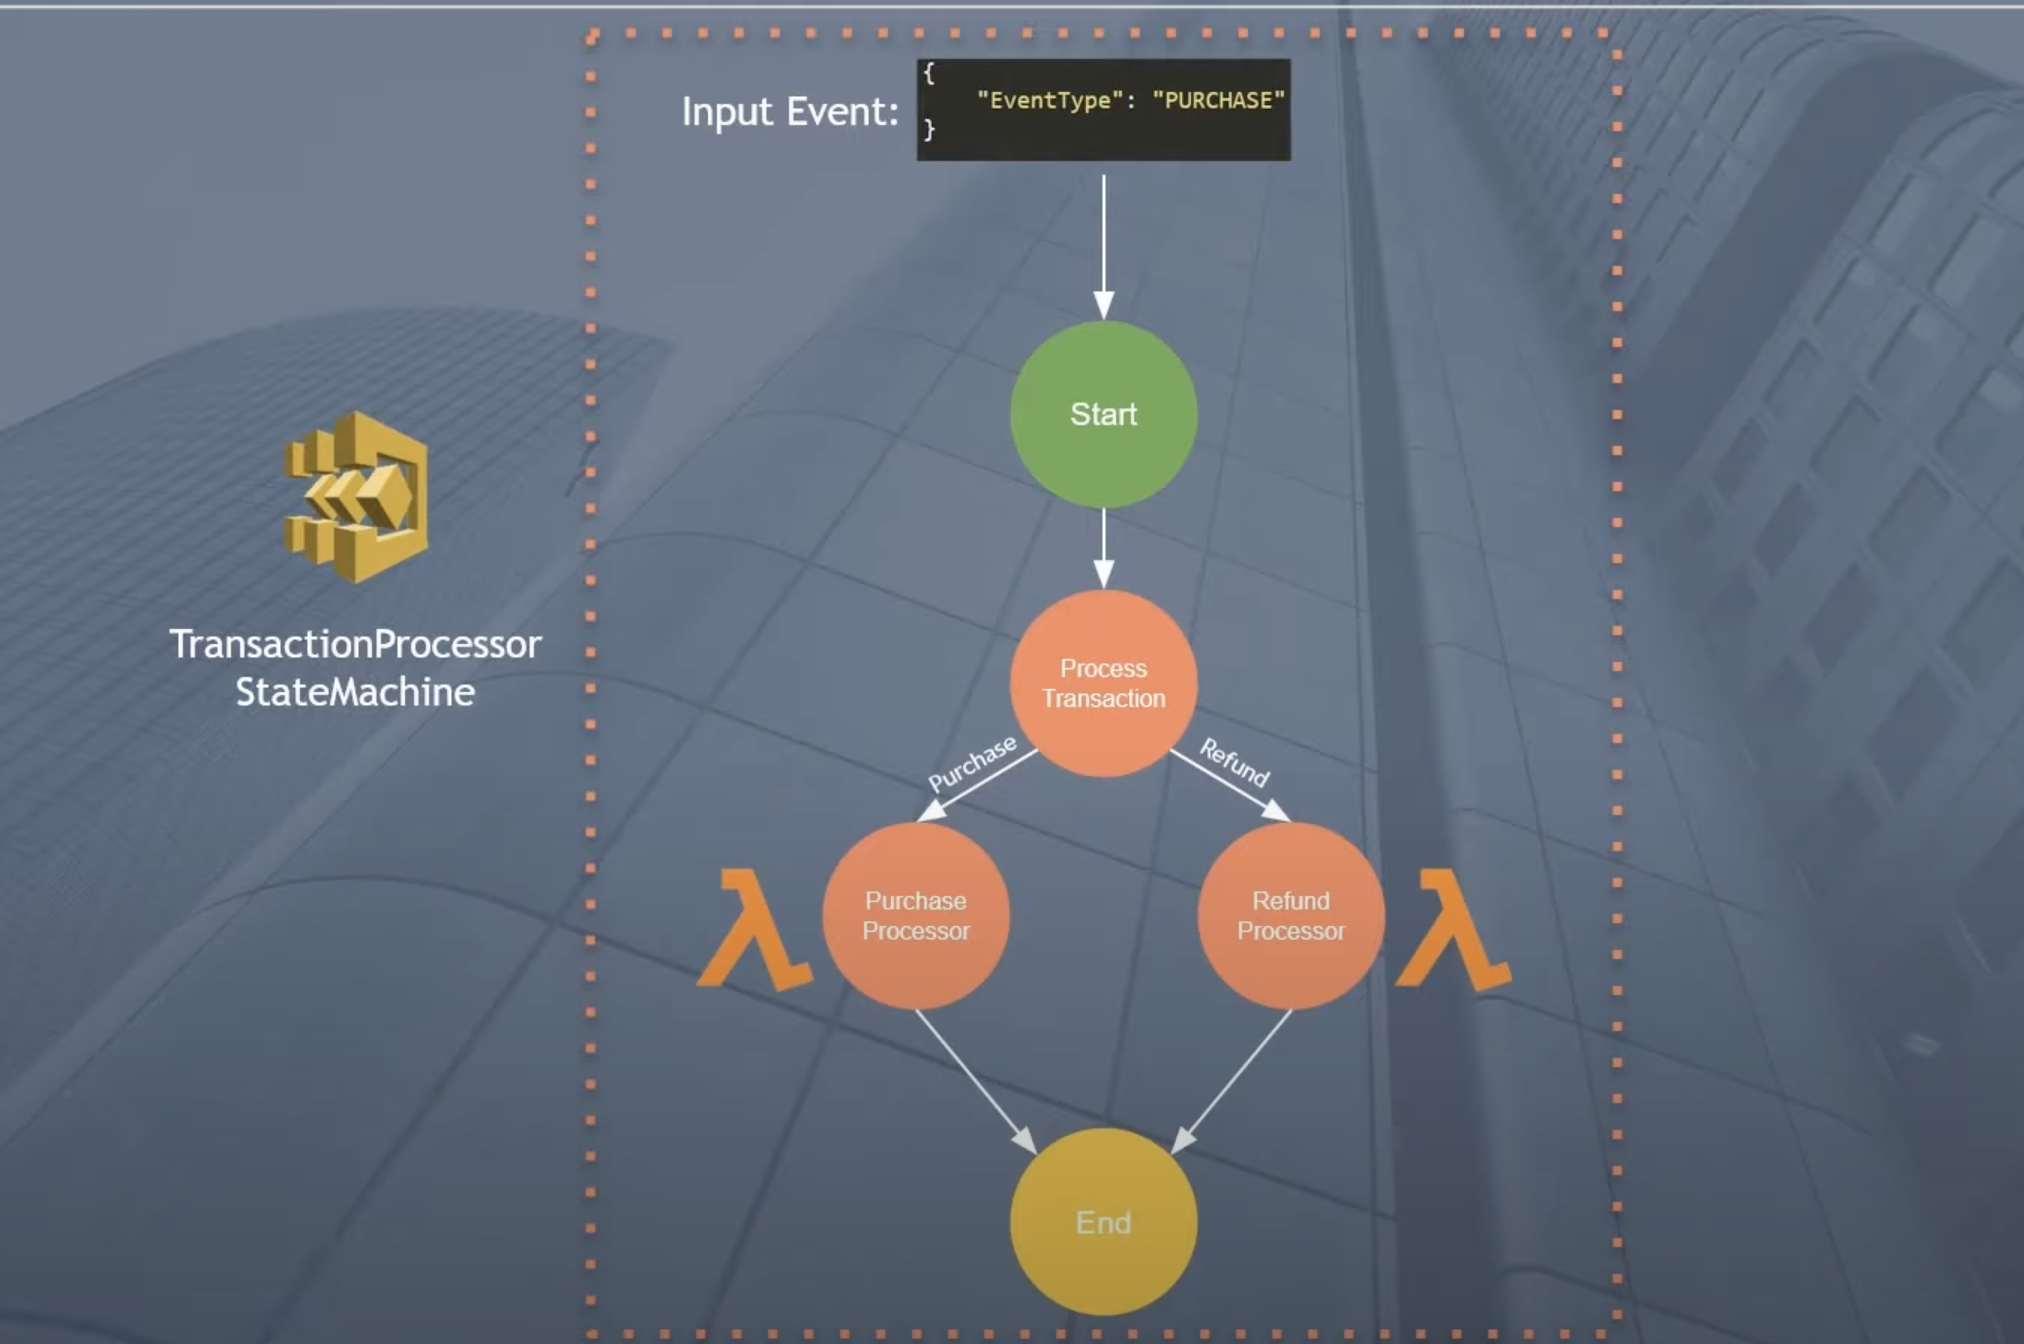 Input Event:
{
"EventType": "PURCHASE"
}
Start
TransactionProcessor
StateMachine
Process
Transaction
Purchase
Refund
Purchase
Processor
Refund
Processor
End